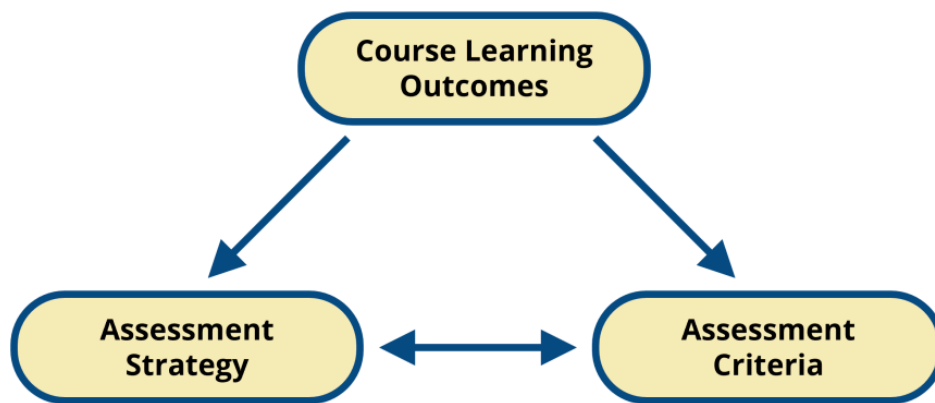 Course Learning
Outcomes
Assessment
Strategy
Assessment
Criteria